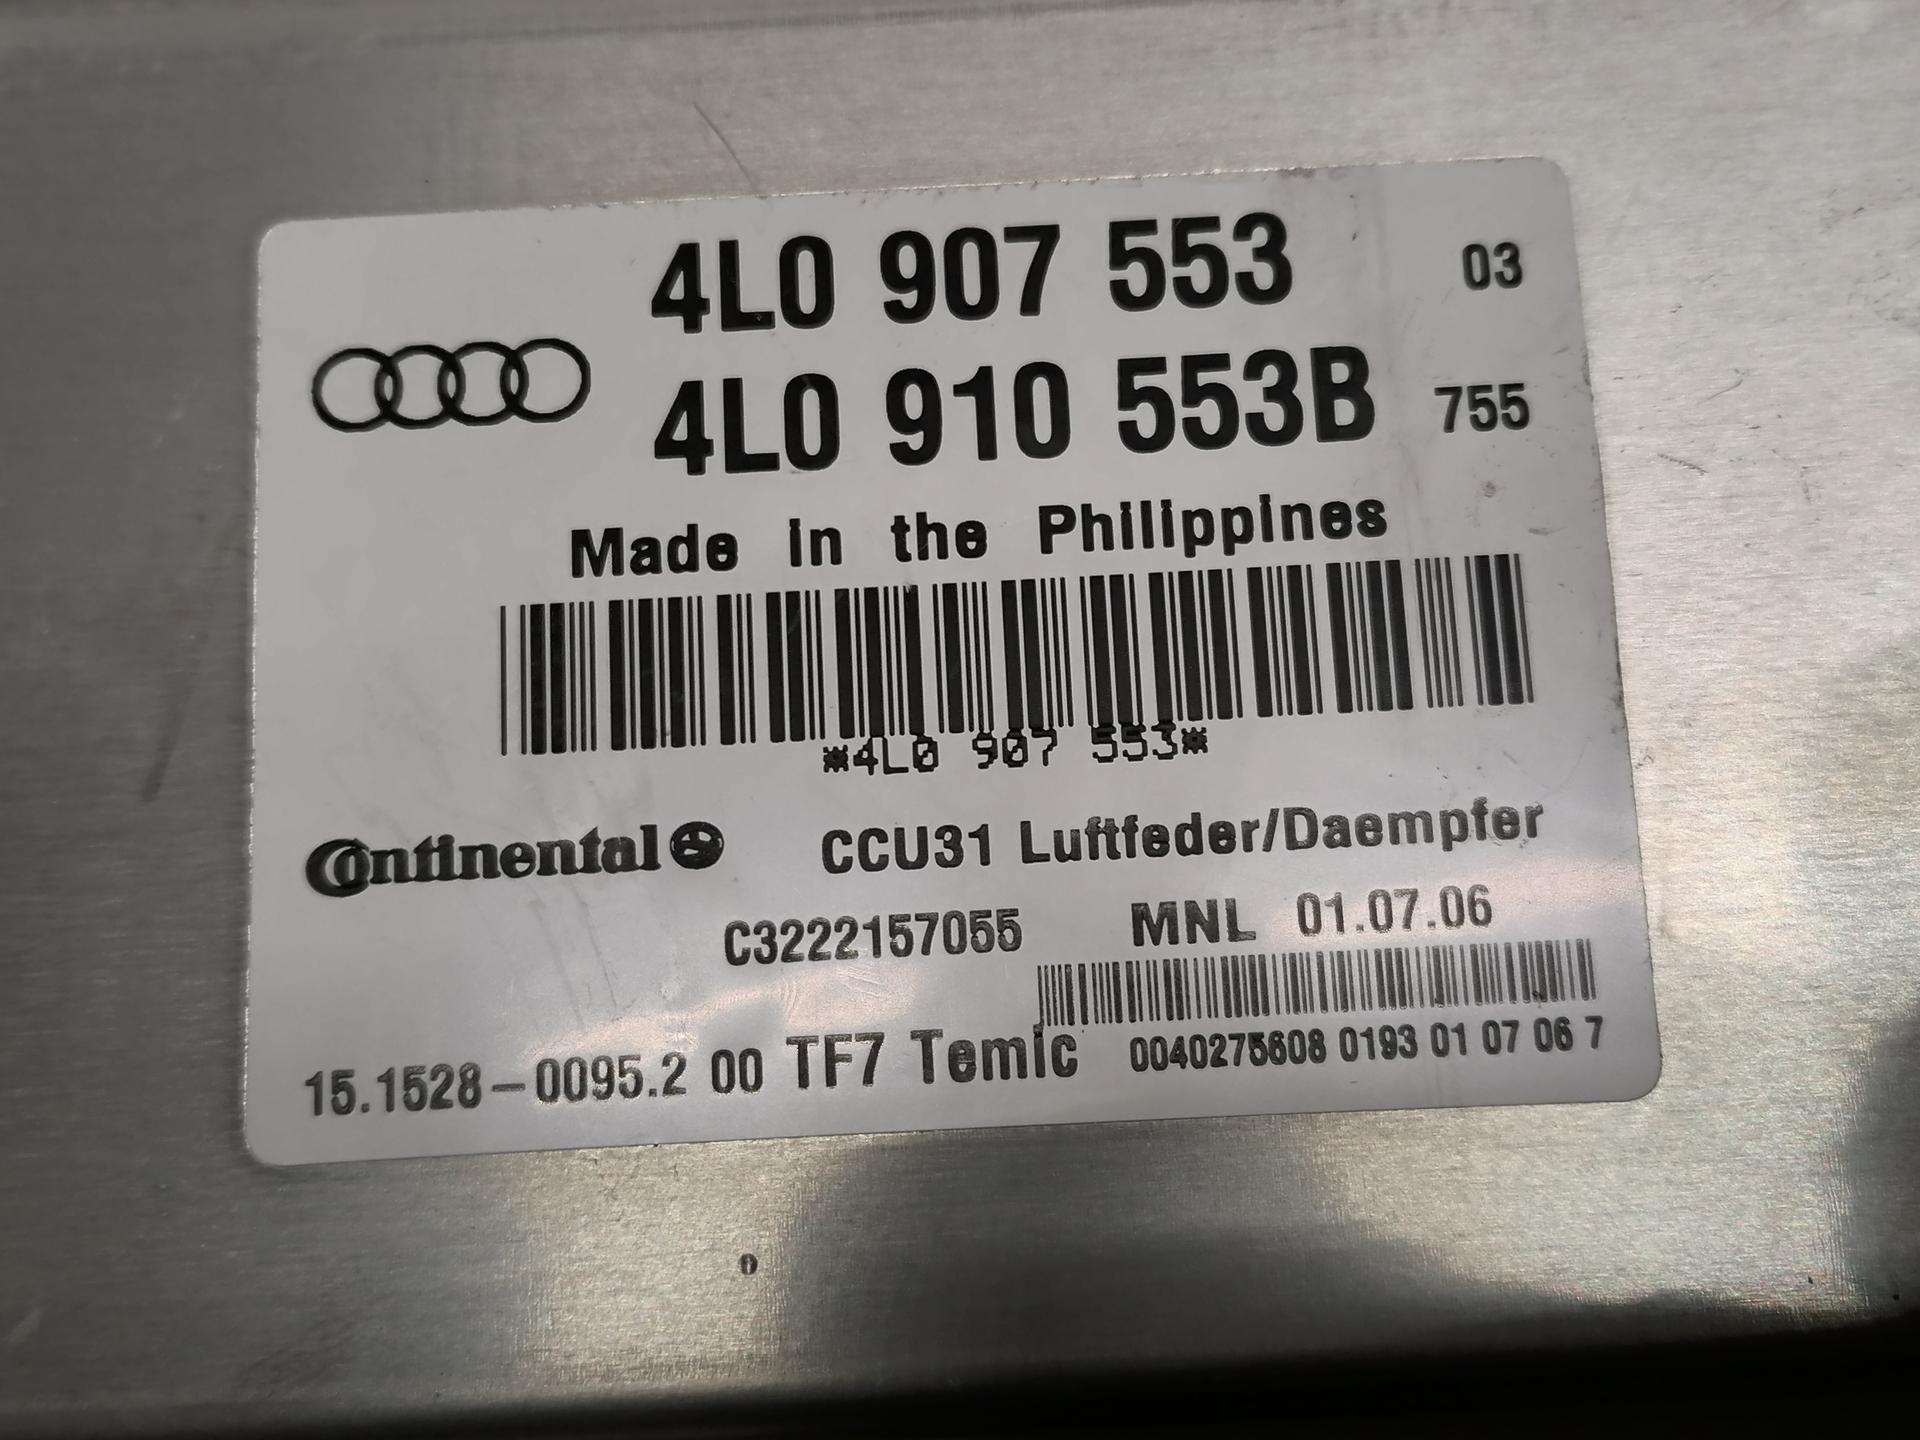 4L0 907 553 03
4L0 910 553B 755
Made in the Philippines
*4L0 907 553*
Continental CCU31 Luftfeder/Daempfer
C3222157055 MNL 01.07.06
15.1528-0095.2 00 TF7 Temic 0040275608 0193 01 07 06 7